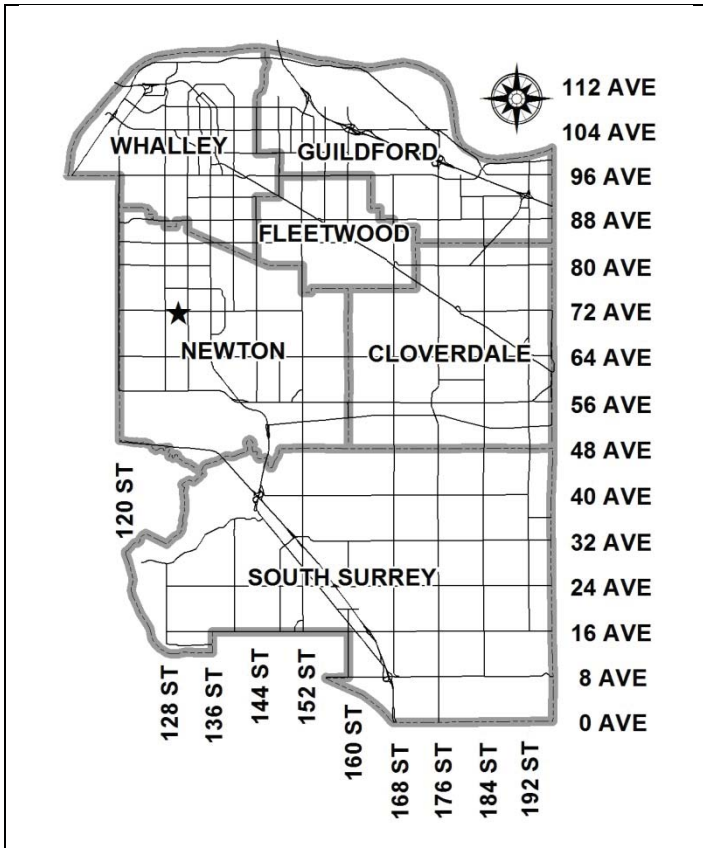 112 AVE
104 AVE
WHALLEY
GUILDFORD
96 AVE
88 AVE
FLEETWOOD
80 AVE
72 AVE
NEWTON
CLOVERDALE
64 AVE
56 AVE
48 AVE
120 ST
40 AVE
32 AVE
SOUTH SURREY
24 AVE
16 AVE
8 AVE
0 AVE
128 ST
136 ST
144 ST
152 ST
160 ST
168 ST
176 ST
184 ST
192 ST